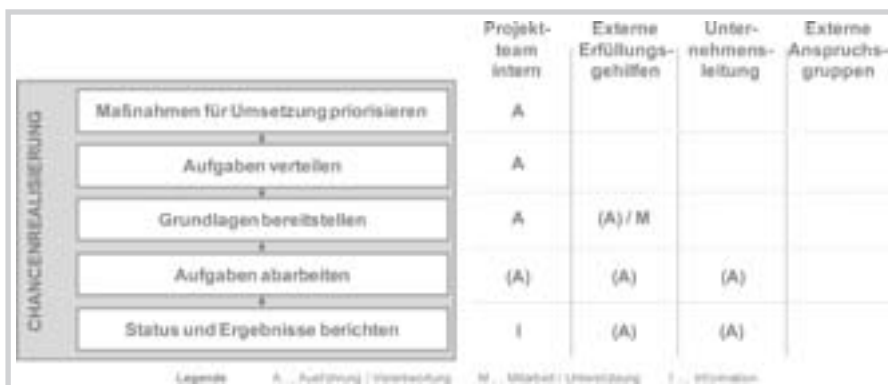 Projekt- Externe Unter- Externe
team Erfüllungs- nehmens- Anspruchs-
intern gehilfen leitung gruppen
CHANCENREALISIERUNG
Maßnahmen für Umsetzung priorisieren A
Aufgaben verteilen A
Grundlagen bereitstellen A (A) / M
Aufgaben abarbeiten (A) (A) (A)
Status und Ergebnisse berichten I (A) (A)
Legende A ... Ausführung / Verantwortung M ... Mitarbeit / Unterstützung I ... Information